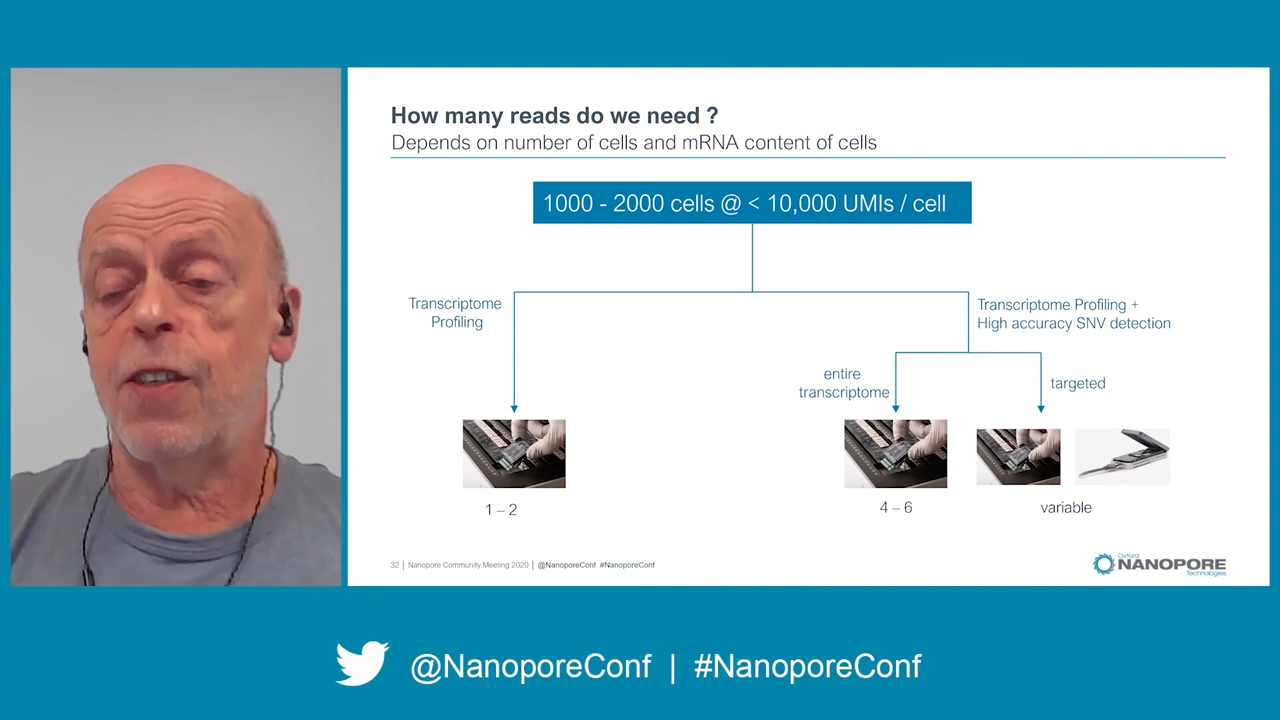 How many reads do we need ?
Depends on number of cells and mRNA content of cells
1000 - 2000 cells @ < 10,000 UMIs / cell
Transcriptome
Profiling
Transcriptome Profiling +
High accuracy SNV detection
entire
transcriptome
targeted
1 – 2
4 – 6
variable
32 | Nanopore Community Meeting 2020 | @NanoporeConf #NanoporeConf
Oxford
NANOPORE
Technologies
@NanoporeConf | #NanoporeConf